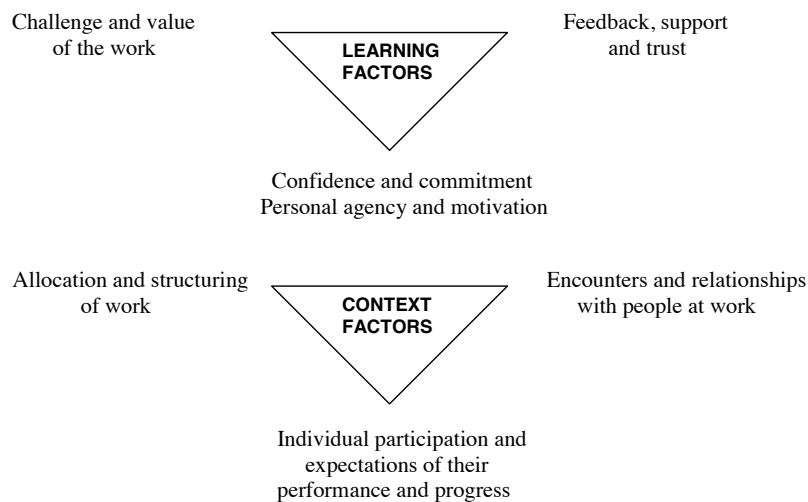 Challenge and value
of the work
LEARNING
FACTORS
Feedback, support
and trust
Confidence and commitment
Personal agency and motivation
Allocation and structuring
of work
CONTEXT
FACTORS
Encounters and relationships
with people at work
Individual participation and
expectations of their
performance and progress